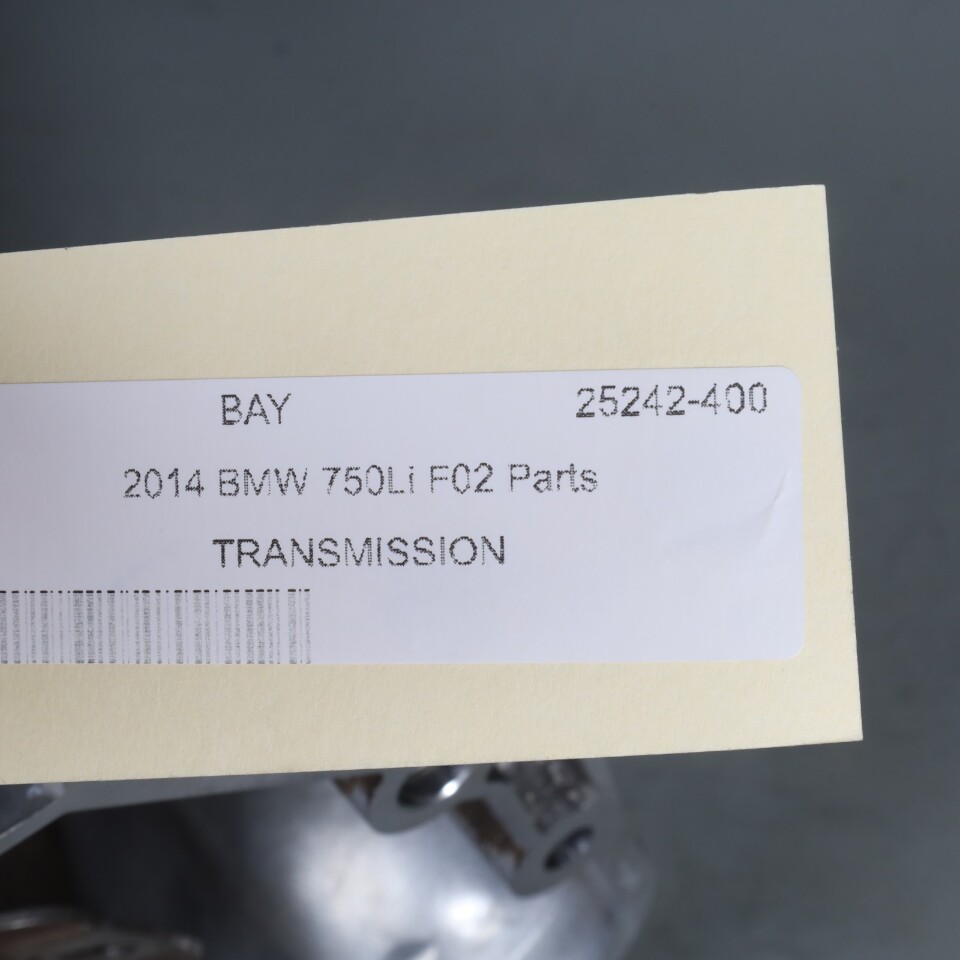 BAY 25242-400
2014 BMW 750Li F02 Parts
TRANSMISSION